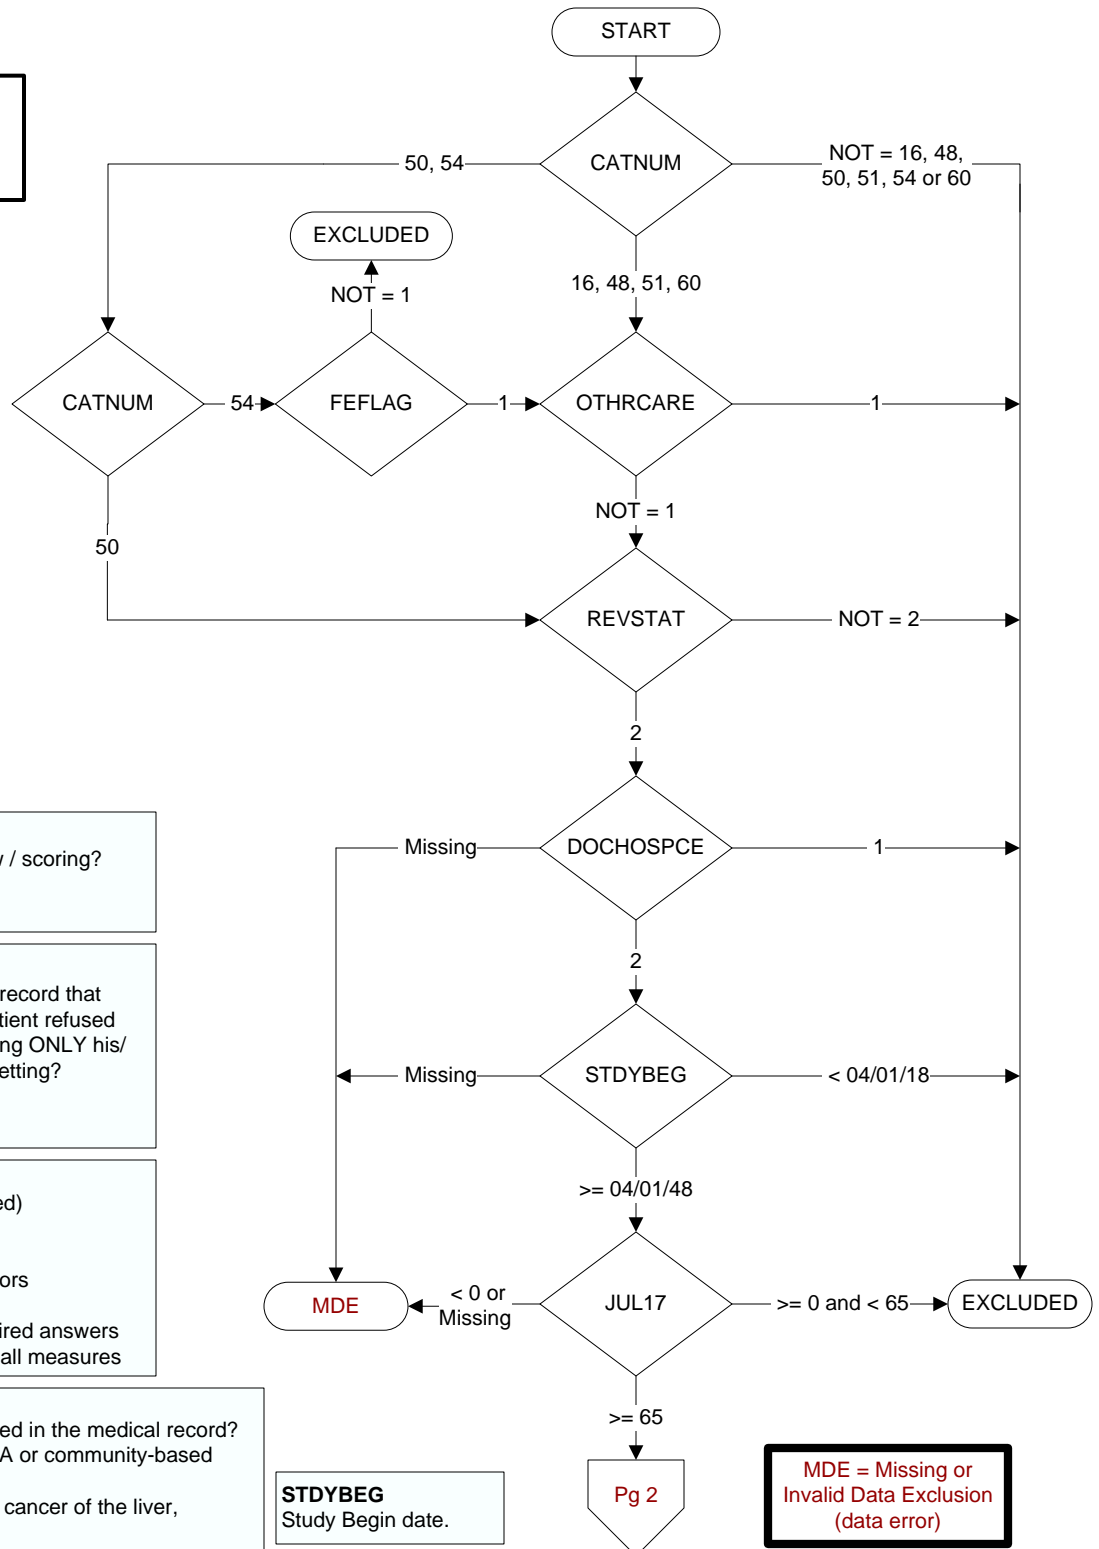 START
CATNUM
50, 54
NOT = 16, 48,
50, 51, 54 or 60
EXCLUDED
NOT = 1
16, 48, 51, 60
CATNUM
54
FEFLAG
1
OTHRCARE
1
NOT = 1
50
REVSTAT
NOT = 2
2
Missing
DOCHOSPCE
1
2
Missing
STDYBEG
< 04/01/18
>= 04/01/48
MDE
< 0 or
Missing
JUL17
>= 0 and < 65
EXCLUDED
>= 65
Pg 2
/ scoring?
record that
tient refused
ng ONLY his/
etting?
ed)
ors
ired answers
all measures
ed in the medical record?
A or community-based
cancer of the liver,
STDYBEG
Study Begin date.
MDE = Missing or
Invalid Data Exclusion
(data error)